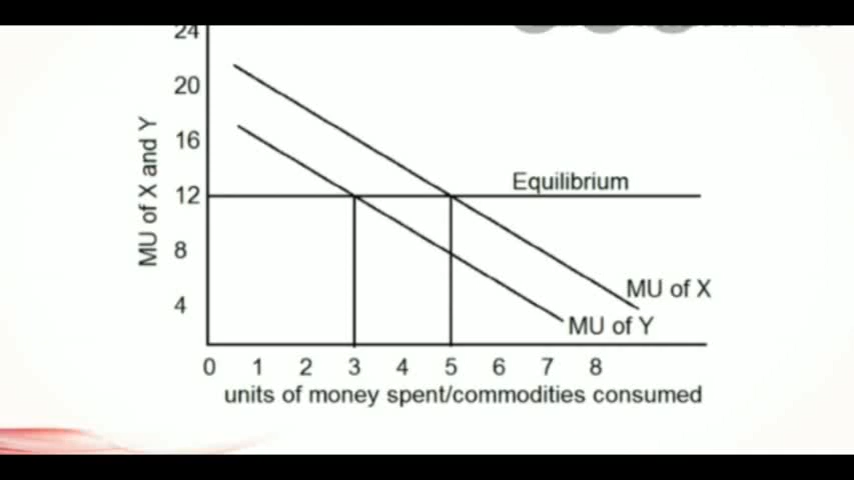 24
20
16
12
8
4
MU of X and Y
Equilibrium
MU of X
MU of Y
0 1 2 3 4 5 6 7 8
units of money spent/commodities consumed